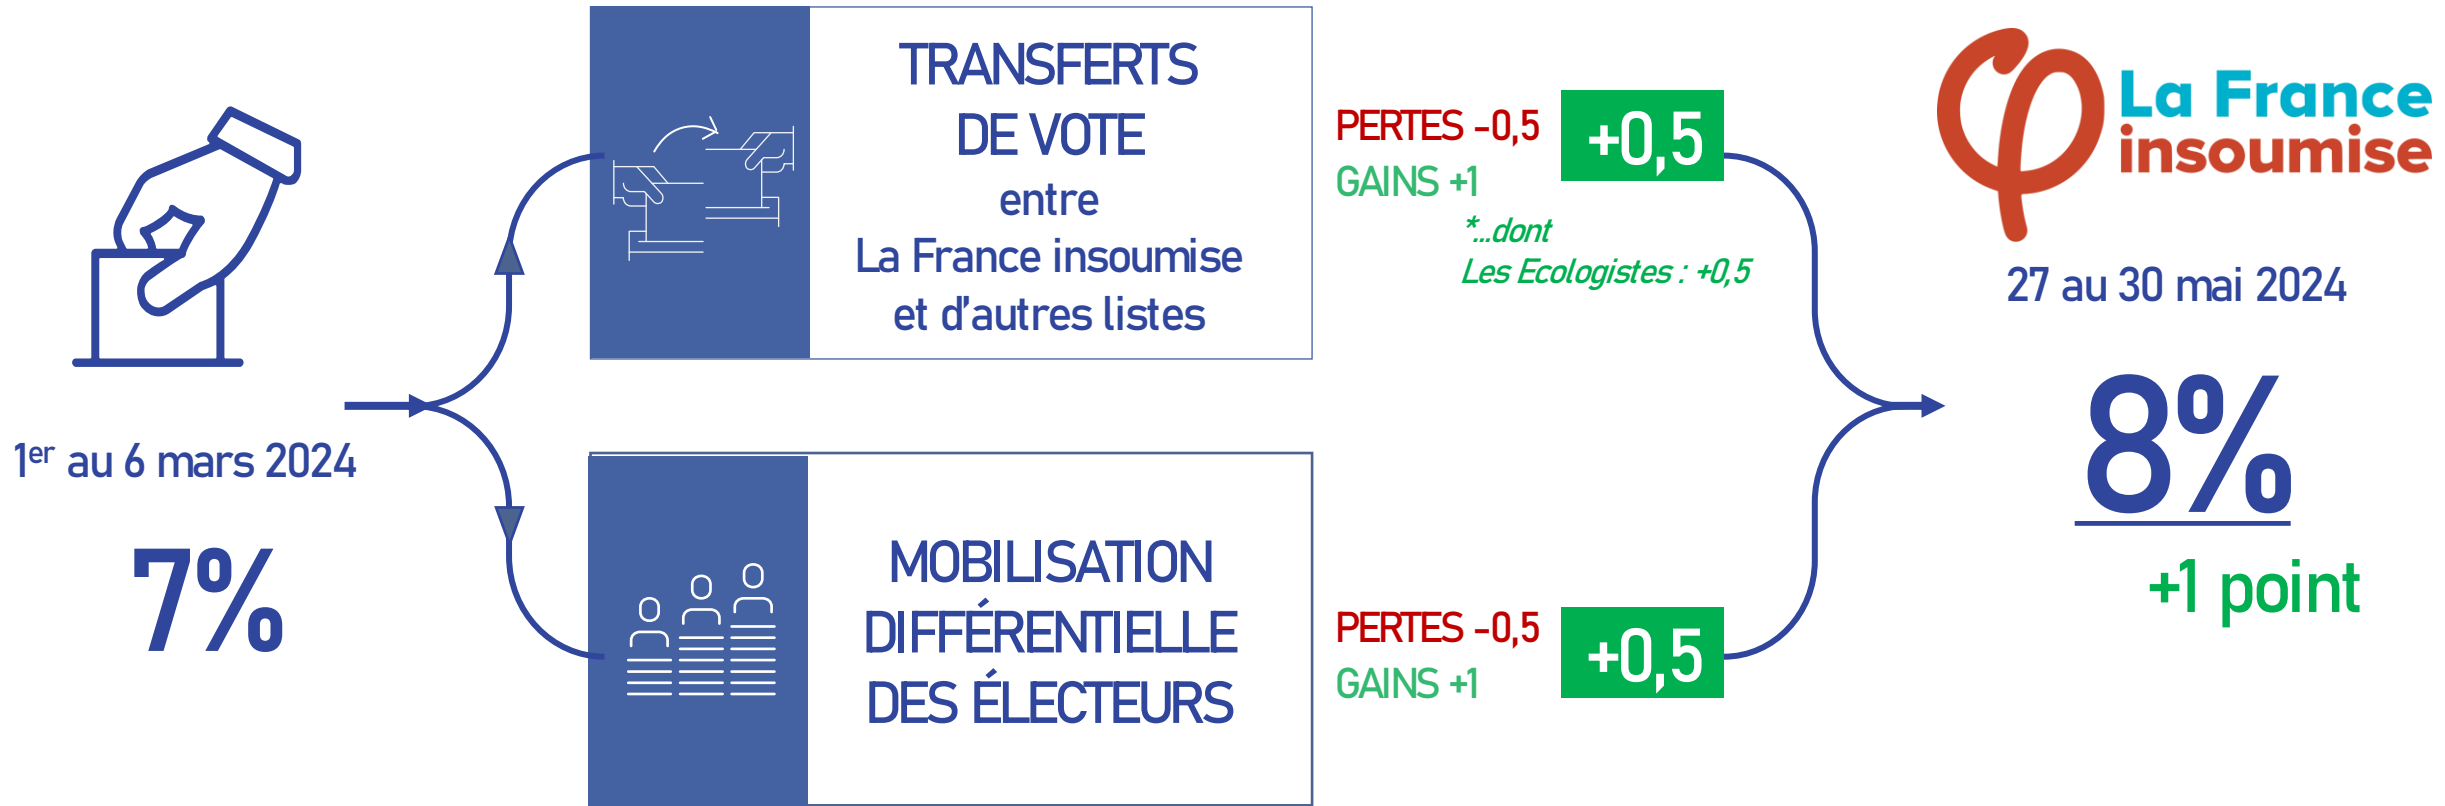 1er au 6 mars 2024
7%
TRANSFERTS
DE VOTE
entre
La France insoumise
et d'autres listes
PERTES -0,5
GAINS +1
+0,5
*...dont
Les Ecologistes : +0,5
MOBILISATION
DIFFÉRENTIELLE
DES ÉLECTEURS
PERTES -0,5
GAINS +1
+0,5
La France
insoumise
27 au 30 mai 2024
8%
+1 point